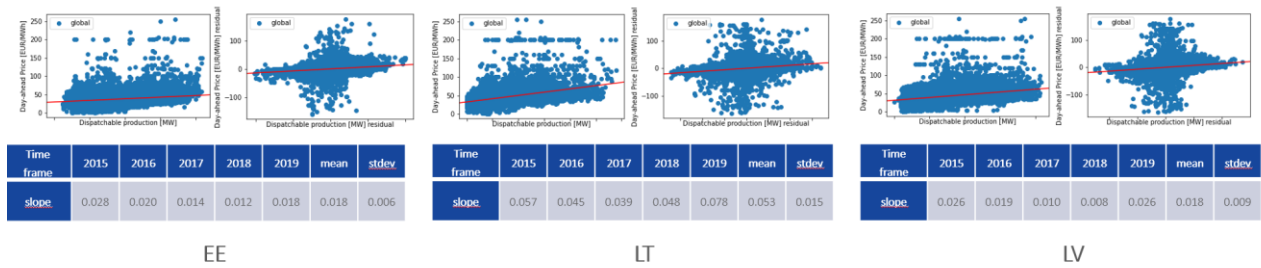 global
Day-ahead Price [EUR/MWh]
250
200
150
100
50
0
Dispatchable production [MW]
global
Day-ahead Price [EUR/MWh] residual
100
0
−100
Dispatchable production [MW] residual
Time frame 2015 2016 2017 2018 2019 mean stdev
slope 0.028 0.020 0.014 0.012 0.018 0.018 0.006
EE
global
Day-ahead Price [EUR/MWh]
250
200
150
100
50
0
Dispatchable production [MW]
global
Day-ahead Price [EUR/MWh] residual
100
0
−100
Dispatchable production [MW] residual
Time frame 2015 2016 2017 2018 2019 mean stdev
slope 0.057 0.045 0.039 0.048 0.078 0.053 0.015
LT
global
Day-ahead Price [EUR/MWh]
250
200
150
100
50
0
Dispatchable production [MW]
global
Day-ahead Price [EUR/MWh] residual
100
0
−100
Dispatchable production [MW] residual
Time frame 2015 2016 2017 2018 2019 mean stdev
slope 0.026 0.019 0.010 0.008 0.026 0.018 0.009
LV